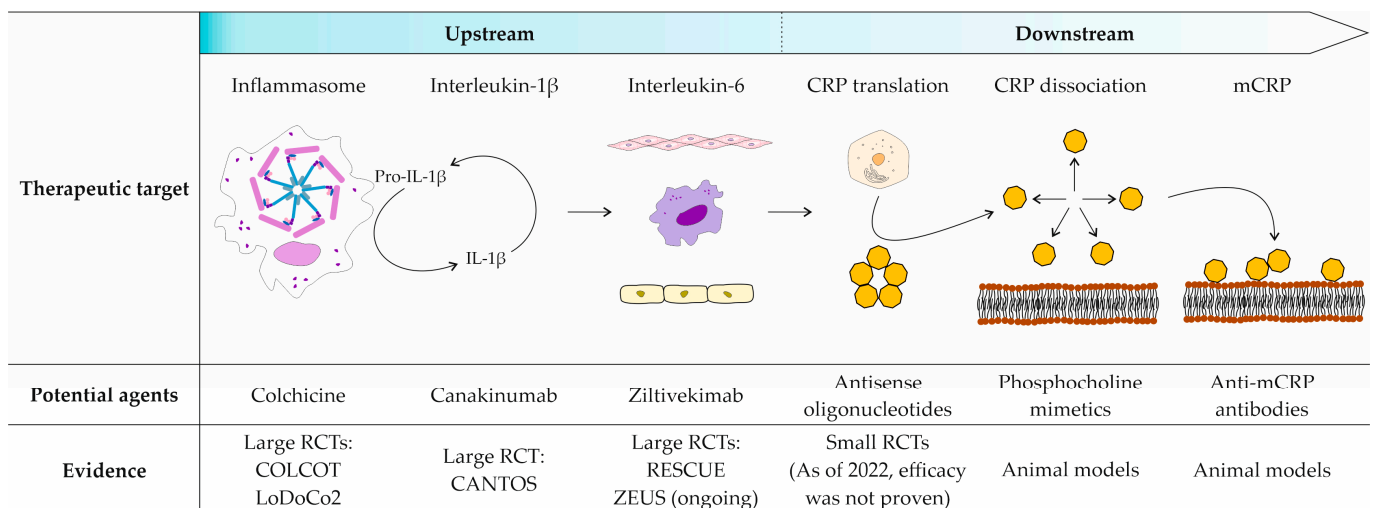 Upstream
Downstream
Therapeutic target
Inflammasome
Interleukin-1β
Interleukin-6
CRP translation
CRP dissociation
mCRP
Pro-IL-1β
IL-1β
Potential agents
Colchicine
Canakinumab
Ziltivekimab
Antisense
oligonucleotides
Phosphocholine
mimetics
Anti-mCRP
antibodies
Evidence
Large RCTs:
COLCOT
LoDoCo2
Large RCT:
CANTOS
Large RCTs:
RESCUE
ZEUS (ongoing)
Small RCTs
(As of 2022, efficacy
was not proven)
Animal models
Animal models